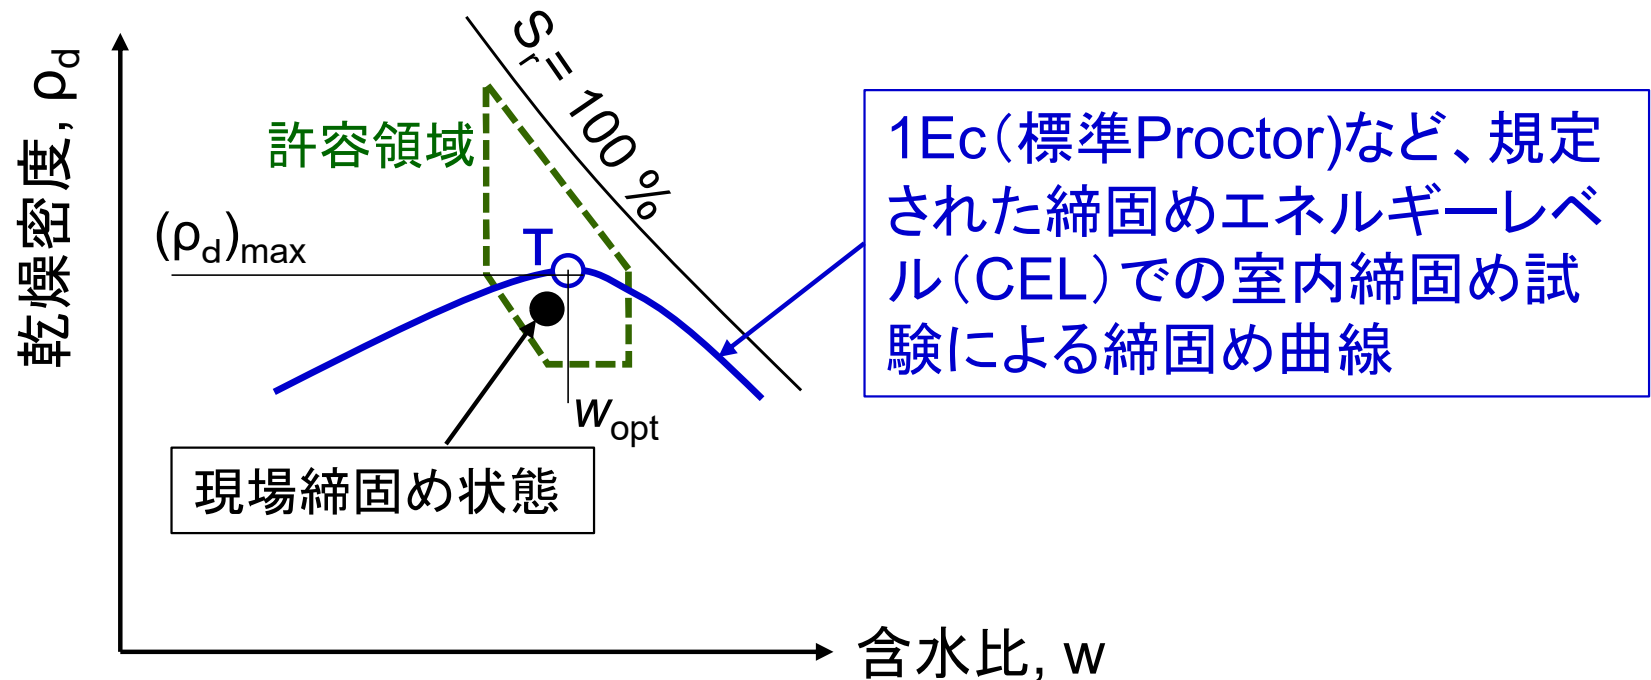 乾燥密度, ρd
Sr= 100 %
許容領域
(ρd)max
T
1Ec(標準Proctor)など、規定
された締固めエネルギーレベ
ル(CEL)での室内締固め試
験による締固め曲線
wopt
現場締固め状態
含水比, w